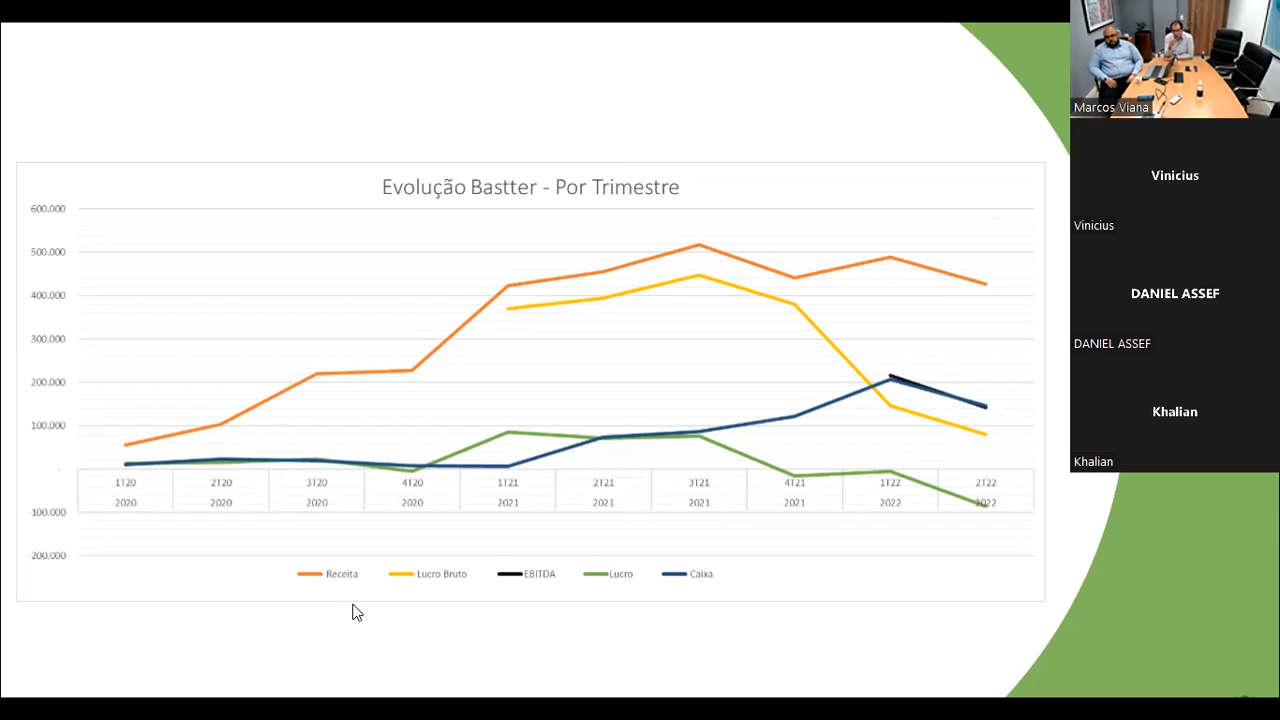 Evolução Bastter - Por Trimestre
600.000
500.000
400.000
300.000
200.000
100.000
-
100.000
200.000
1T20 2T20 3T20 4T20 1T21 2T21 3T21 4T21 1T22 2T22
2020 2020 2020 2020 2021 2021 2021 2021 2022 2022
Receita Lucro Bruto EBITDA Lucro Caixa
Marcos Viana
Vinicius
Vinicius
DANIEL ASSEF
DANIEL ASSEF
Khalian
Khalian